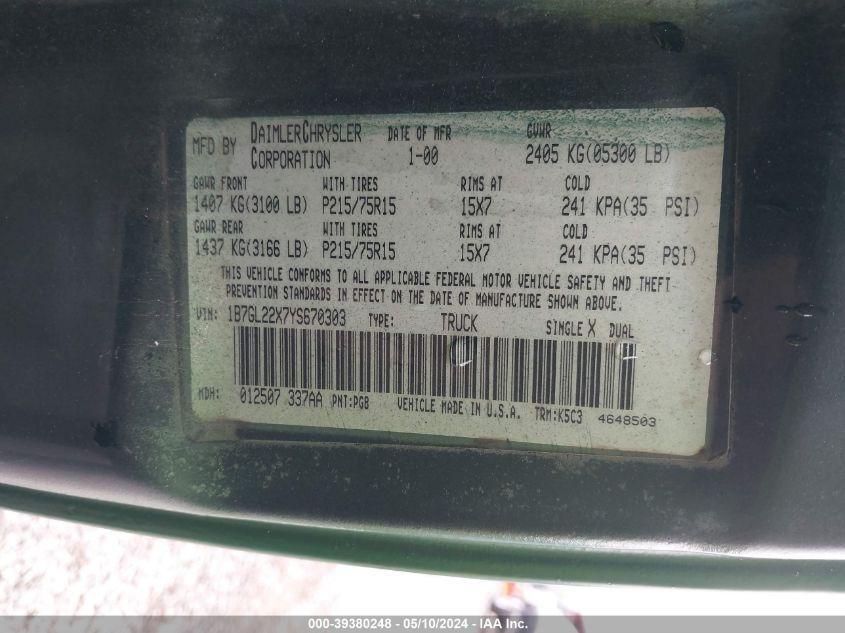 MFD BY DAIMLERCHRYSLER CORPORATION DATE OF MFR 1-00 GVWR 2405 KG(05300 LB)
GAWR FRONT WITH TIRES RIMS AT COLD
1407 KG(3100 LB) P215/75R15 15X7 241 KPA(35 PSI)
GAWR REAR WITH TIRES RIMS AT COLD
1437 KG(3166 LB) P215/75R15 15X7 241 KPA(35 PSI)
THIS VEHICLE CONFORMS TO ALL APPLICABLE FEDERAL MOTOR VEHICLE SAFETY AND THEFT
PREVENTION STANDARDS IN EFFECT ON THE DATE OF MANUFACTURE SHOWN ABOVE.
VIN: 1B7GL22X7YS670303 TYPE: TRUCK SINGLE X DUAL
MDH: 012507 337AA PNT:PGB VEHICLE MADE IN U.S.A. TRM:K5C3 4648503
000-39380248 - 05/10/2024 - IAA Inc.